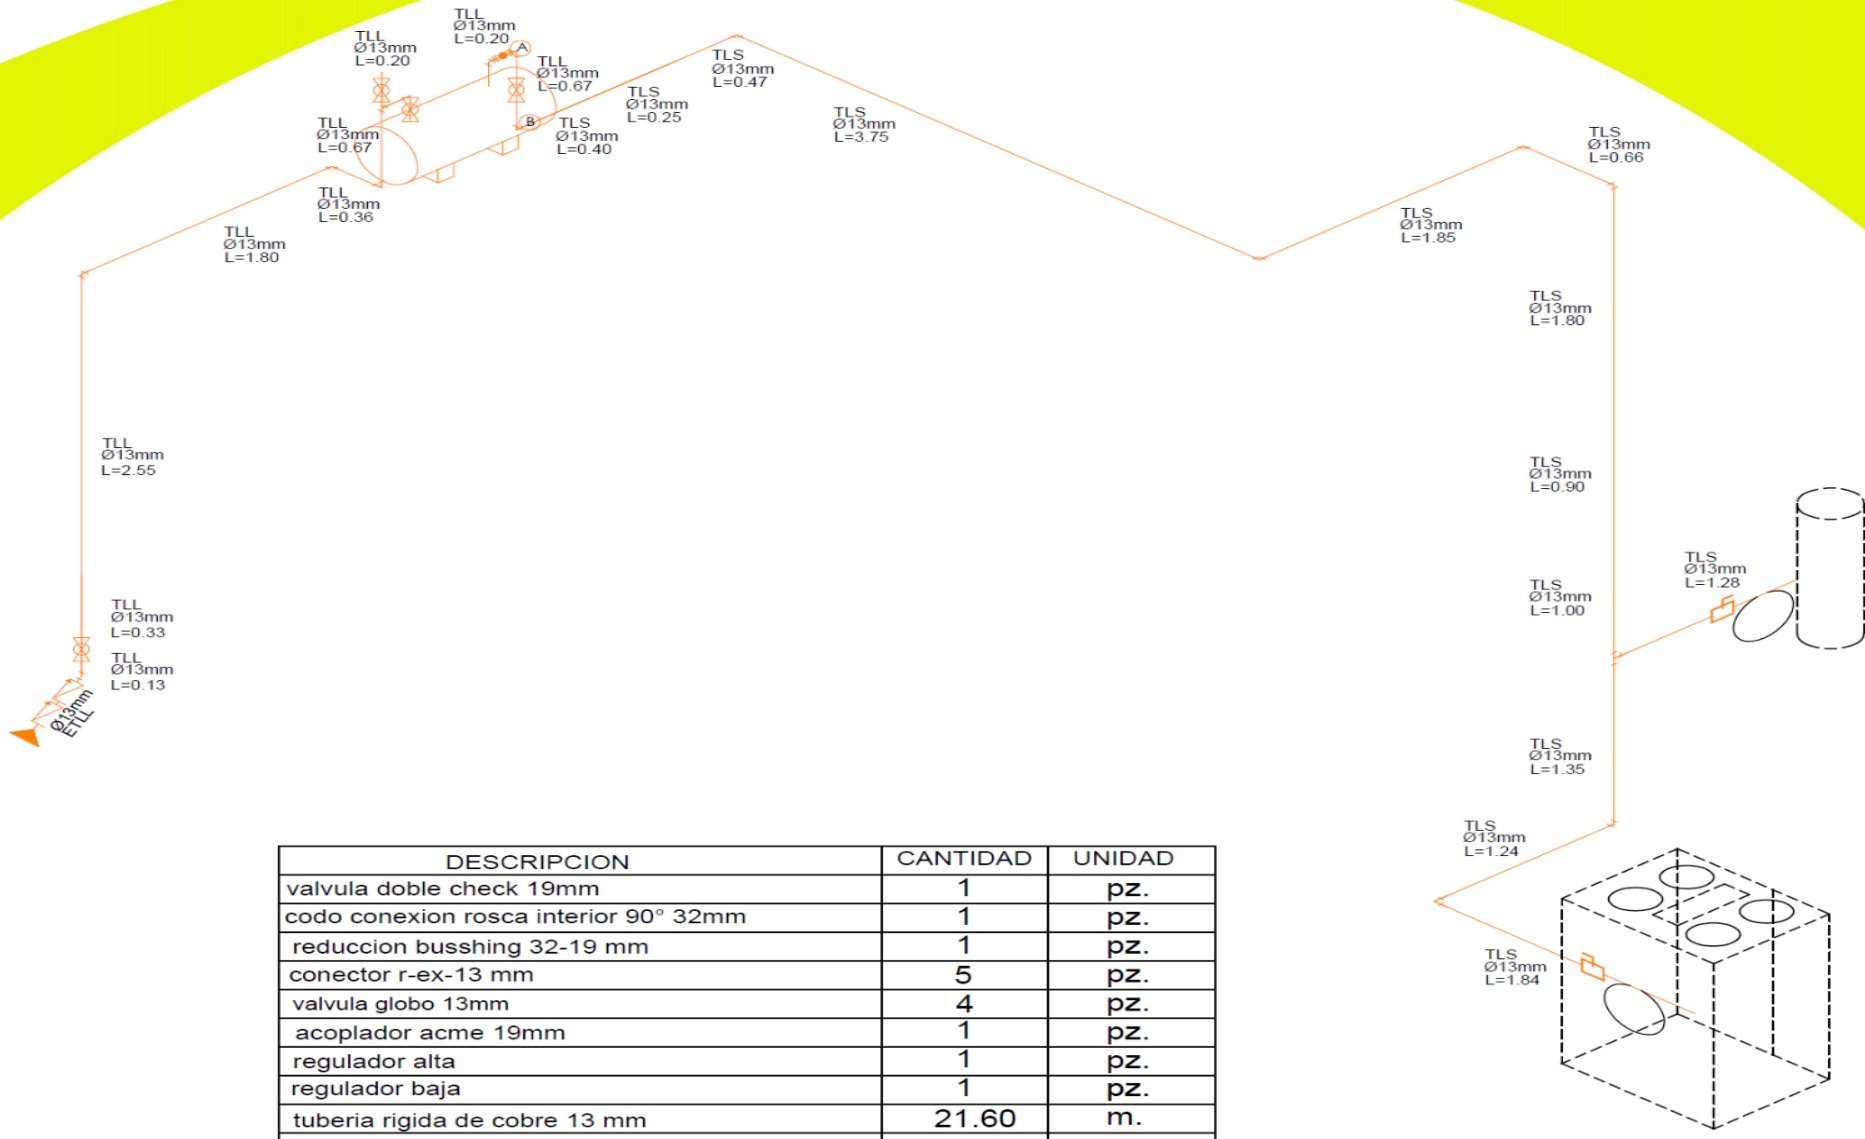 TLL
Ø13mm
L=0.20
TLL
Ø13mm
L=0.20
A
TLL
Ø13mm
L=0.67
TLS
Ø13mm
L=0.47
TLS
Ø13mm
L=0.25
B
TLS
Ø13mm
L=0.40
TLS
Ø13mm
L=3.75
TLL
Ø13mm
L=0.67
TLL
Ø13mm
L=0.36
TLL
Ø13mm
L=1.80
TLS
Ø13mm
L=0.66
TLS
Ø13mm
L=1.85
TLS
Ø13mm
L=1.80
TLL
Ø13mm
L=2.55
TLS
Ø13mm
L=0.90
TLS
Ø13mm
L=1.28
TLS
Ø13mm
L=1.00
TLL
Ø13mm
L=0.33
TLL
Ø13mm
L=0.13
Ø13mm
ETLL
TLS
Ø13mm
L=1.35
TLS
Ø13mm
L=1.24
TLS
Ø13mm
L=1.84
DESCRIPCION CANTIDAD UNIDAD
valvula doble check 19mm 1 pz.
codo conexion rosca interior 90° 32mm 1 pz.
reduccion busshing 32-19 mm 1 pz.
conector r-ex-13 mm 5 pz.
valvula globo 13mm 4 pz.
acoplador acme 19mm 1 pz.
regulador alta 1 pz.
regulador baja 1 pz.
tuberia rigida de cobre 13 mm 21.60 m.